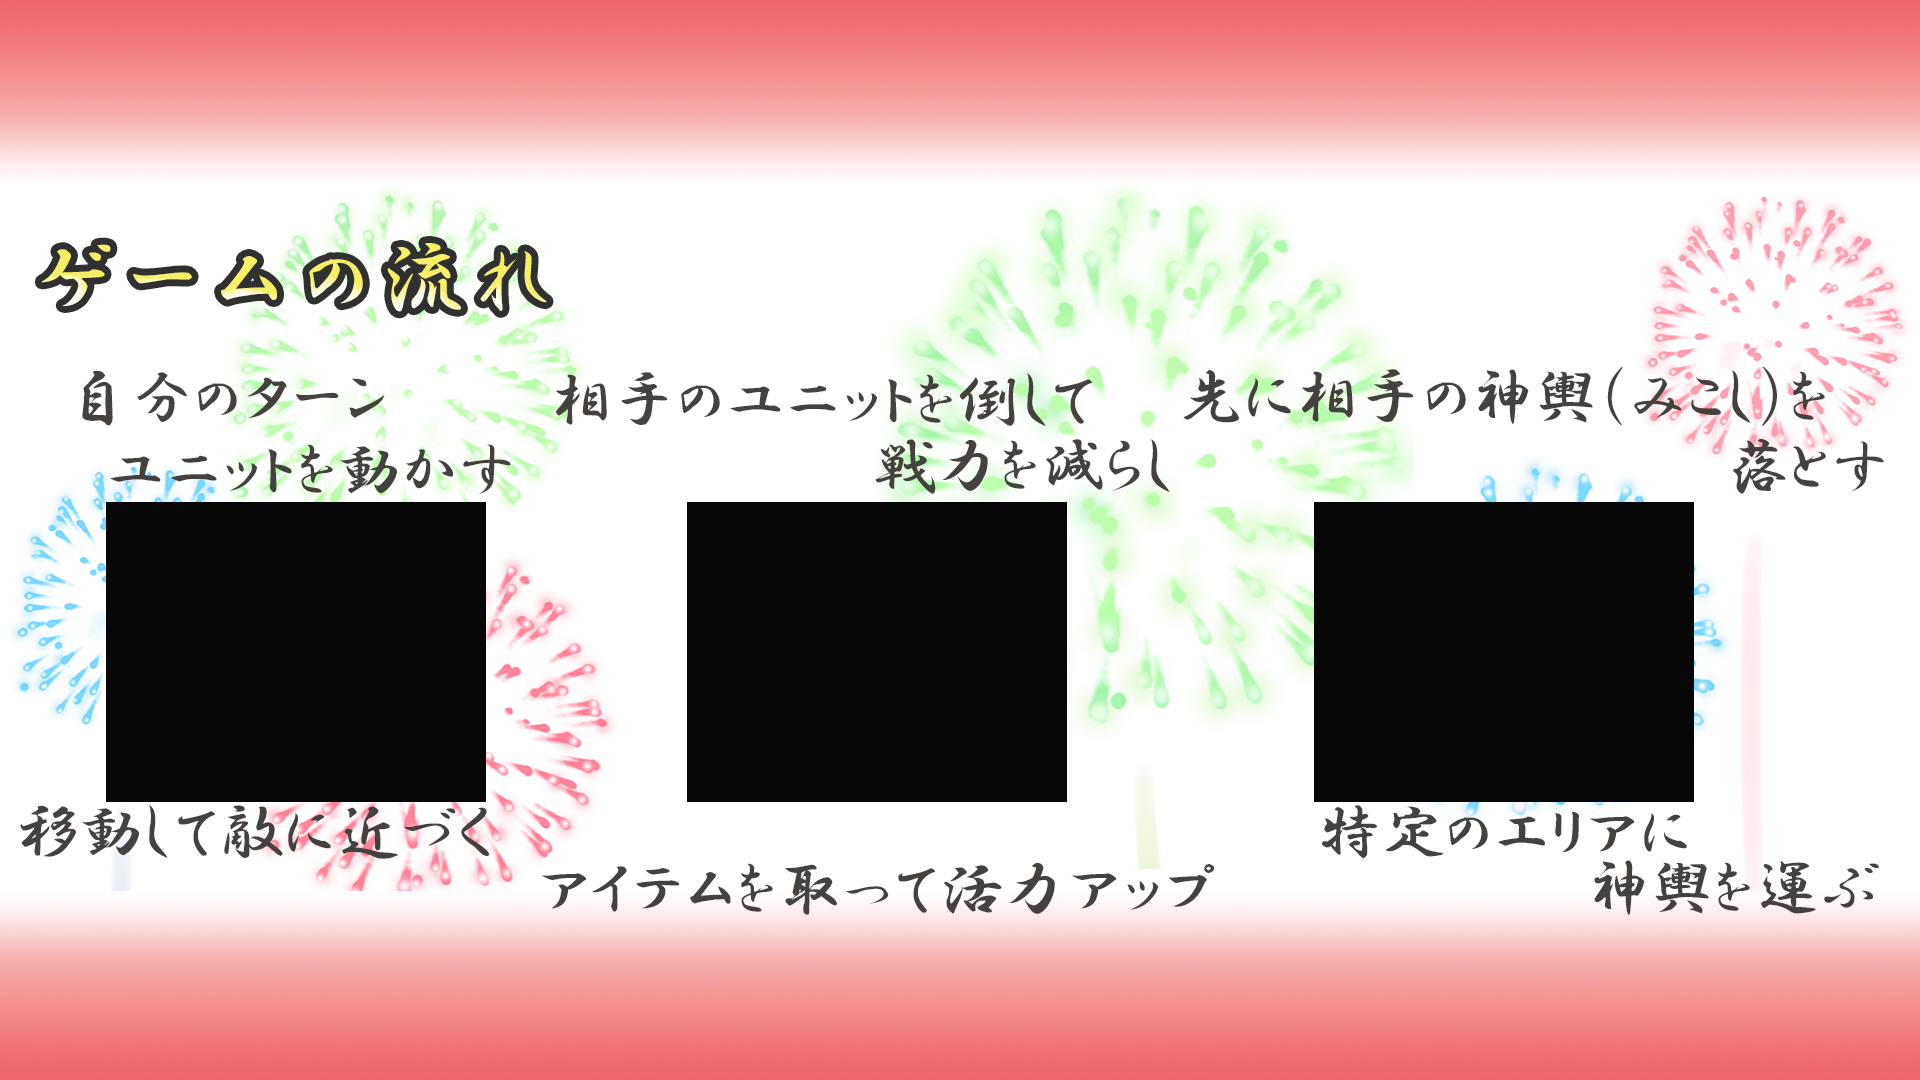 ゲームの流れ
自分のターン
ユニットを動かす
移動して敵に近づく
相手のユニットを倒して
戦力を減らし
アイテムを取って活力アップ
先に相手の神輿(みこし)を
落とす
特定のエリアに
神輿を運ぶ